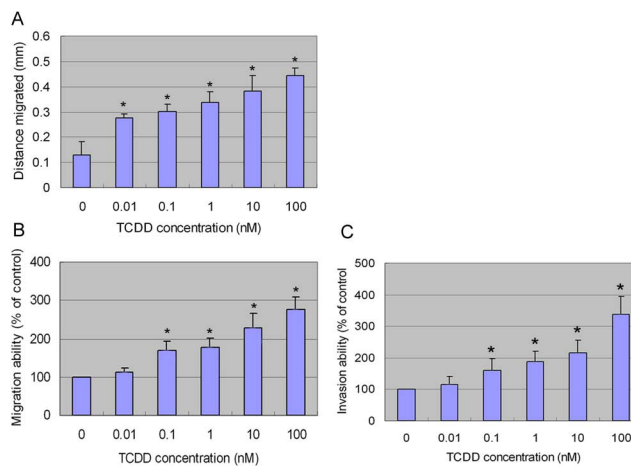 A
Distance migrated (mm)
0.6
0.5
0.4
0.3
0.2
0.1
0
* * * * *
0 0.01 0.1 1 10 100
TCDD concentration (nM)
B
Migration ability (% of control)
400
300
200
100
0
* * * *
0 0.01 0.1 1 10 100
TCDD concentration (nM)
C
Invasion ability (% of control
500
400
300
200
100
0
* * * *
0 0.01 0.1 1 10 100
TCDD concentration (nM)